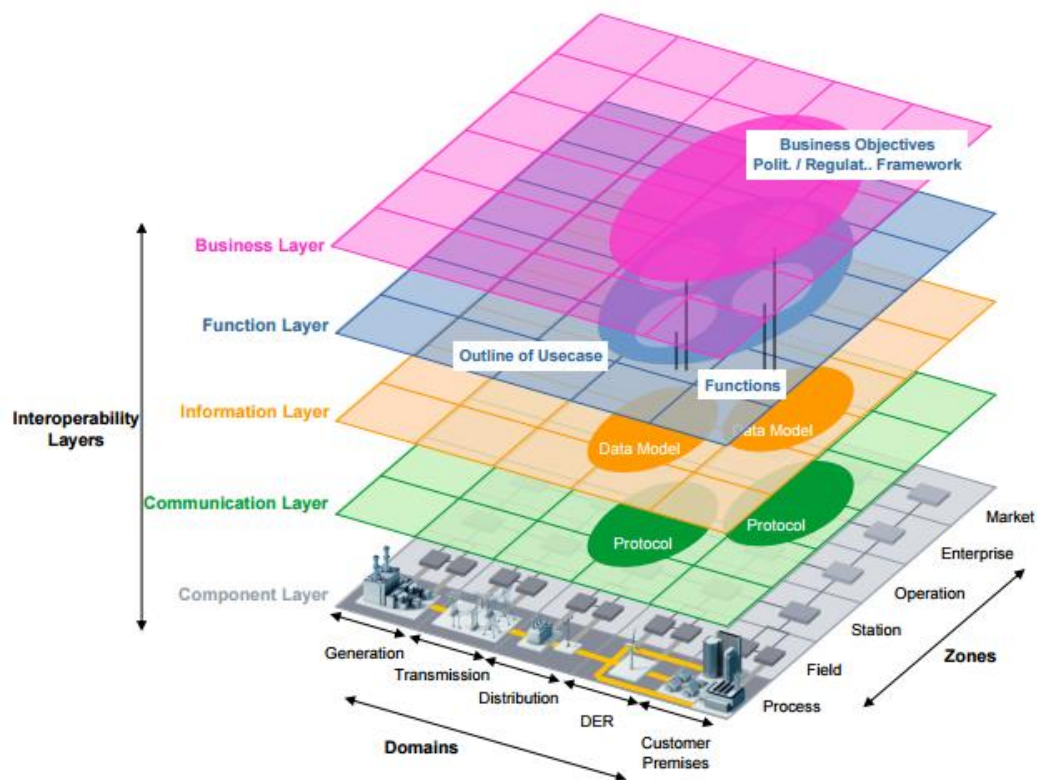 Business Objectives
Polit. / Regulat.. Framework
Business Layer
Function Layer
Outline of Usecase
Functions
Interoperability
Layers
Information Layer
Data Model
Data Model
Communication Layer
Protocol
Protocol
Component Layer
Market
Enterprise
Operation
Station
Field
Process
Zones
Generation
Transmission
Distribution
DER
Customer
Premises
Domains